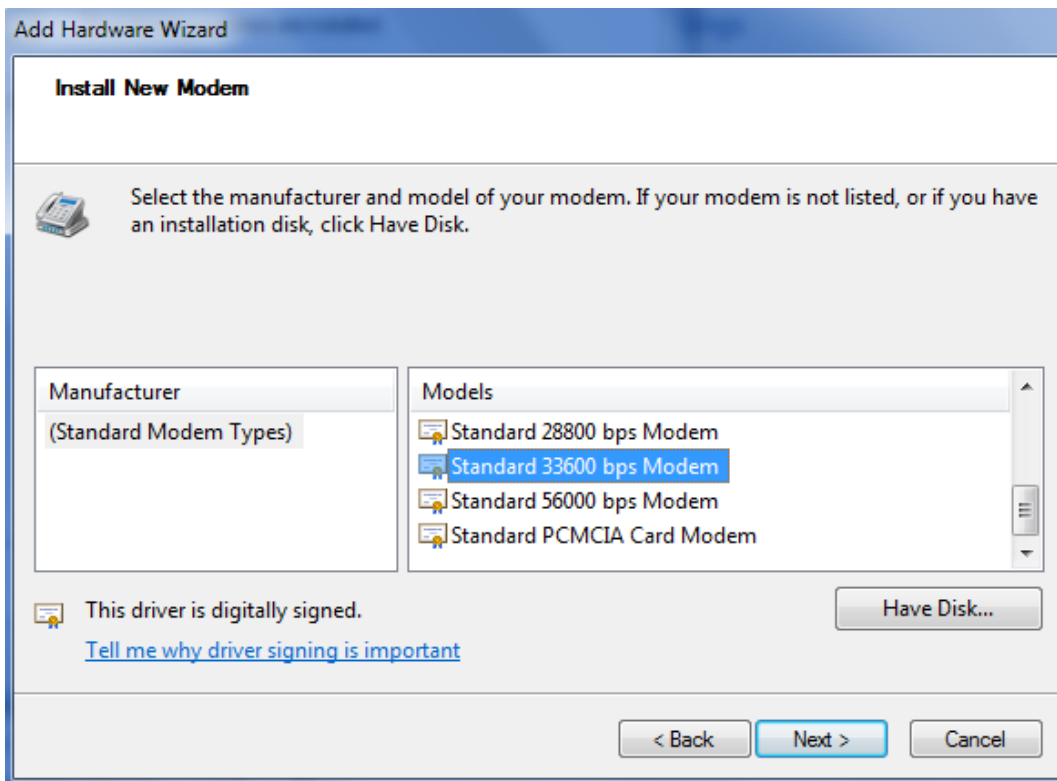 Add Hardware Wizard
Install New Modem
Select the manufacturer and model of your modem. If your modem is not listed, or if you have
an installation disk, click Have Disk.
Manufacturer
(Standard Modem Types)
Models
Standard 28800 bps Modem
Standard 33600 bps Modem
Standard 56000 bps Modem
Standard PCMCIA Card Modem
This driver is digitally signed.
Tell me why driver signing is important
Have Disk...
< Back
Next >
Cancel